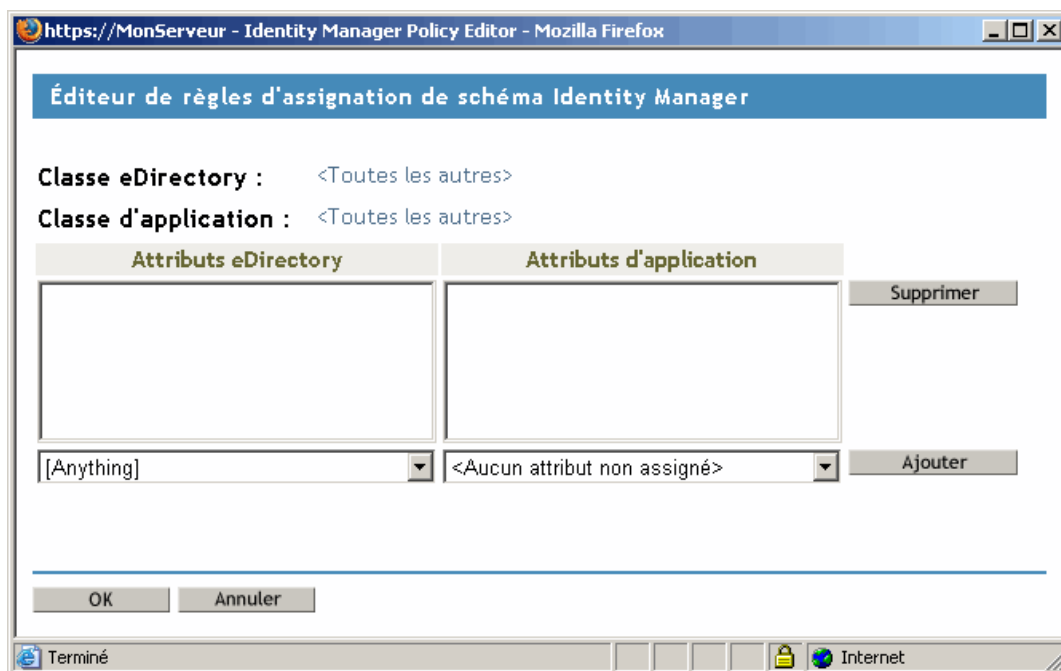 https://MonServeur - Identity Manager Policy Editor - Mozilla Firefox
Éditeur de règles d'assignation de schéma Identity Manager
Classe eDirectory : <Toutes les autres>
Classe d'application : <Toutes les autres>
Attributs eDirectory Attributs d'application
Supprimer
[Anything] <Aucun attribut non assigné> Ajouter
OK Annuler
Terminé Internet